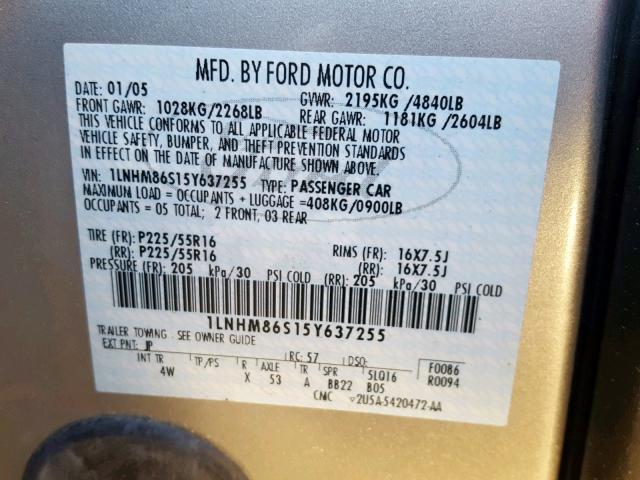 MFD. BY FORD MOTOR CO.
DATE: 01/05 GVWR: 2195KG /4840LB
FRONT GAWR: 1028KG/2268LB REAR GAWR: 1181KG /2604LB
THIS VEHICLE CONFORMS TO ALL APPLICABLE FEDERAL MOTOR
VEHICLE SAFETY, BUMPER, AND THEFT PREVENTION STANDARDS
IN EFFECT ON THE DATE OF MANUFACTURE SHOWN ABOVE.
VIN: 1LNHM86S15Y637255 TYPE: PASSENGER CAR
MAXIMUM LOAD = OCCUPANTS + LUGGAGE = 408KG/0900LB
OCCUPANTS = 05 TOTAL; 2 FRONT, 03 REAR
TIRE (FR): P225/55R16 RIMS (FR): 16X7.5J
(RR): P225/55R16 (RR): 16X7.5J
PRESSURE (FR): 205 kPa/30 PSI COLD (RR): 205 kPa/30 PSI COLD
1LNHM86S15Y637255
TRAILER TOWING - SEE OWNER GUIDE
EXT PNT: JP RC: 57 DSO: F0086
INT TR TP/PS R AXLE TR SPR 5LQ16 R0094
4W X 53 A BB22 B05
CMC 2U5A-5420472-AA